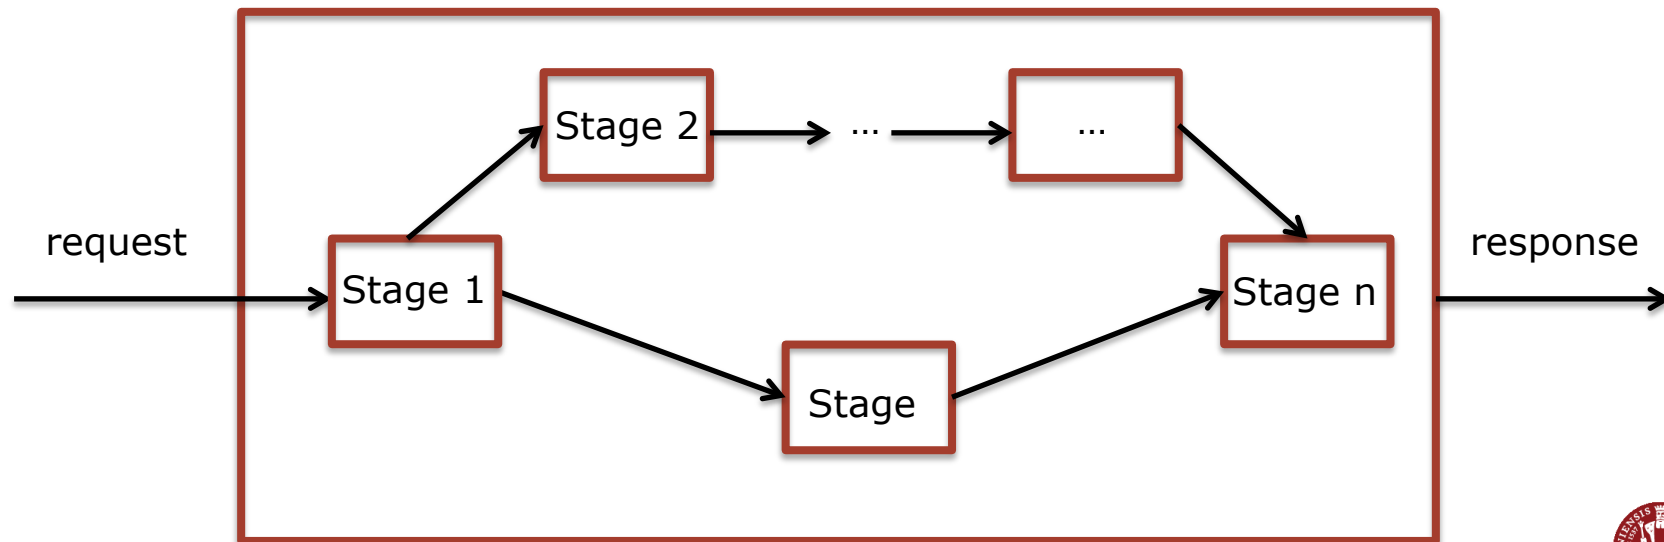 Stage 2
...
...
request
Stage 1
Stage n
response
Stage